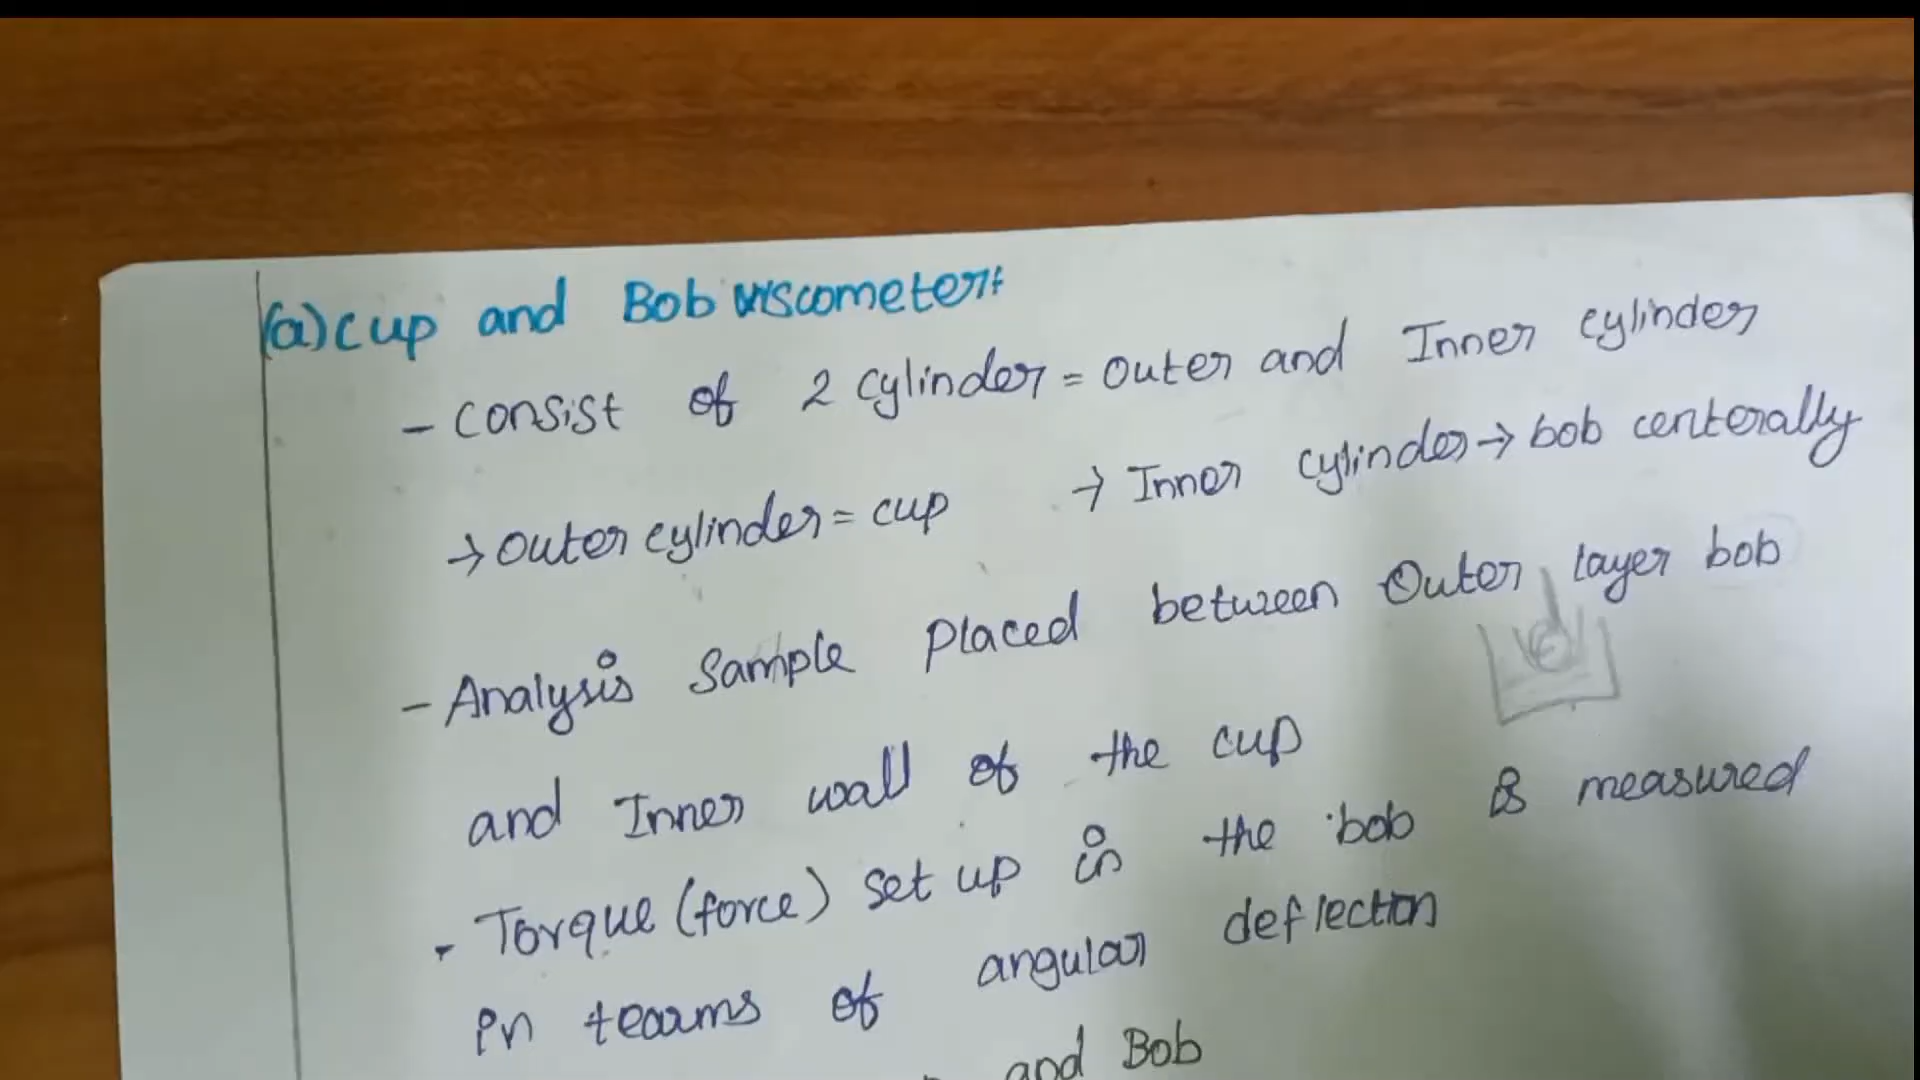 (a) cup and Bob viscometer:
- consist of 2 cylinder = outer and Inner cylinder
→ outer cylinder = cup → Inner cylinder → bob centerally
- Analysis Sample placed between Outer layer bob
and Inner wall of the cup
- Torque (force) set up in the bob is measured
in teearms of angular deflection
and Bob